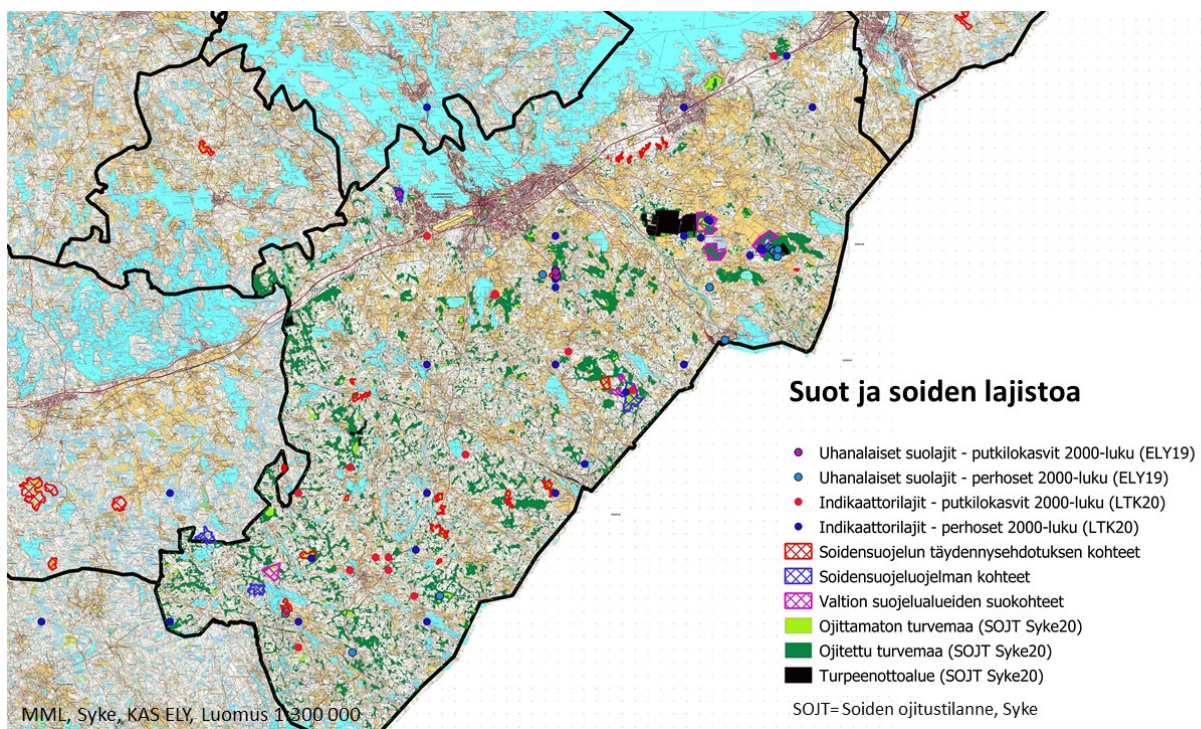 Suot ja soiden lajistoa
Uhanalaiset suolajit - putkilokasvit 2000-luku (ELY19)
Uhanalaiset suolajit - perhoset 2000-luku (ELY19)
Indikaattorilajit - putkilokasvit 2000-luku (LTK20)
Indikaattorilajit - perhoset 2000-luku (LTK20)
Soidensuojelun täydennysehdotuksen kohteet
Soidensuojeluojelman kohteet
Valtion suojelualueiden suokohteet
Ojittamaton turvemaa (SOJT Syke20)
Ojitettu turvemaa (SOJT Syke20)
Turpeenottoalue (SOJT Syke20)
SOJT= Soiden ojitustilanne, Syke
MML, Syke, KAS ELY, Luomus 1:300 000